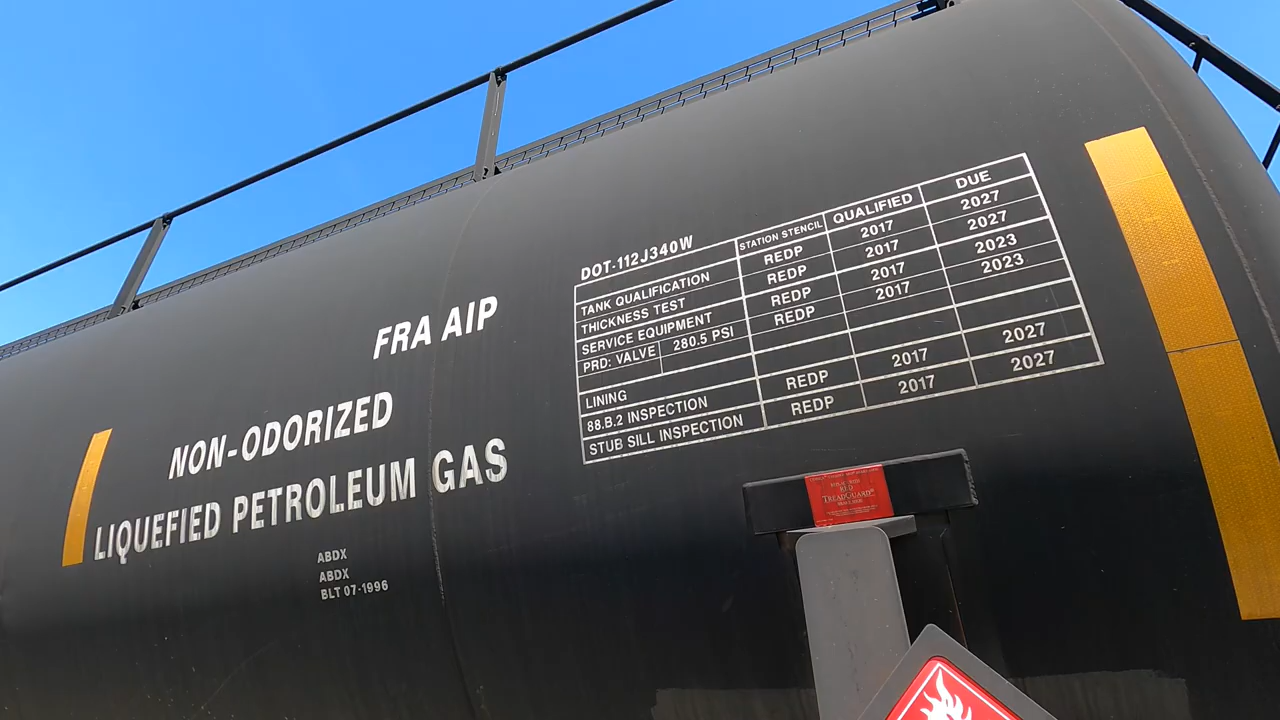 FRA AIP
NON-ODORIZED
LIQUEFIED PETROLEUM GAS
ABDX
ABDX
BLT 07-1996
DOT-112J340W STATION STENCIL QUALIFIED DUE
TANK QUALIFICATION REDP 2017 2027
THICKNESS TEST REDP 2017 2027
SERVICE EQUIPMENT REDP 2017 2023
PRD: VALVE 280.5 PSI REDP 2017 2023
LINING
88.B.2 INSPECTION REDP 2017 2027
STUB SILL INSPECTION REDP 2017 2027
RED
TREADGUARD®